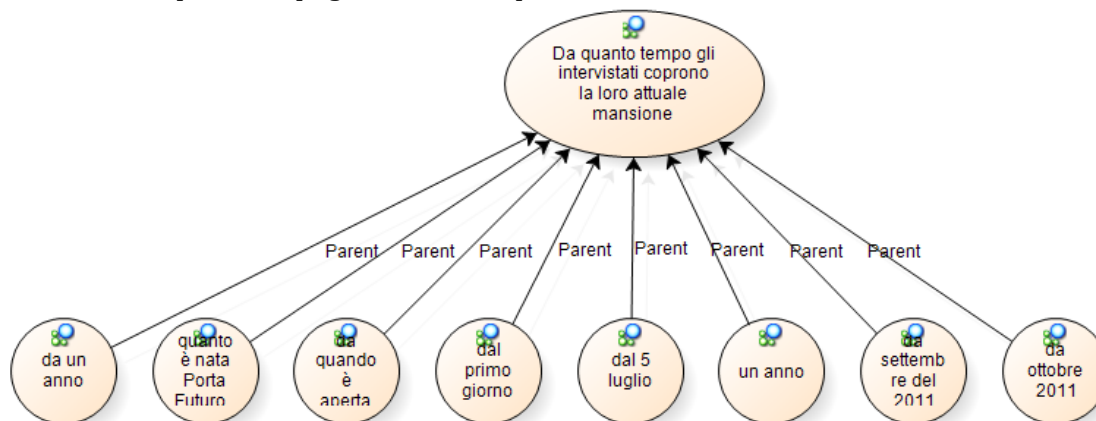 Da quanto tempo gli
intervistati coprono
la loro attuale
mansione
Parent Parent Parent Parent Parent Parent Parent Parent
da un
anno
quanto
è nata
Porta
Futuro
da
quando
è
aperta
dal
primo
giorno
dal 5
luglio
un anno
da
settemb
re del
2011
da
ottobre
2011